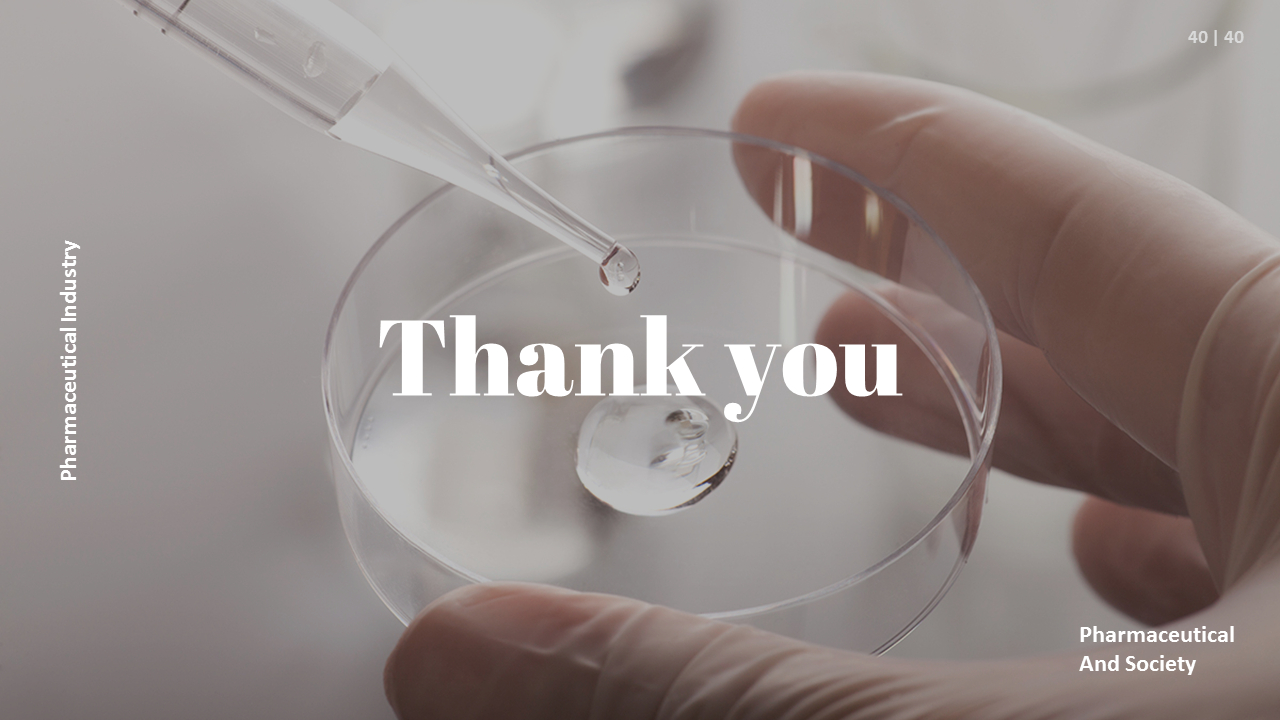 40 | 40
Pharmaceutical Industry
Thank you
Pharmaceutical
And Society